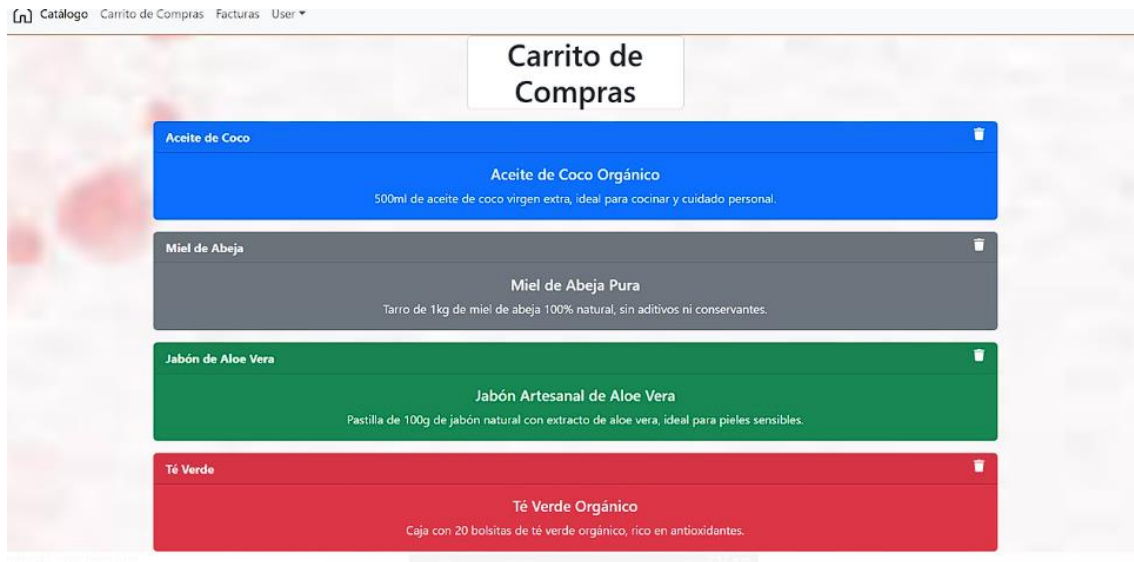 Catálogo Carrito de Compras Facturas User
Carrito de
Compras
Aceite de Coco
Aceite de Coco Orgánico
500ml de aceite de coco virgen extra, ideal para cocinar y cuidado personal.
Miel de Abeja
Miel de Abeja Pura
Tarro de 1kg de miel de abeja 100% natural, sin aditivos ni conservantes.
Jabón de Aloe Vera
Jabón Artesanal de Aloe Vera
Pastilla de 100g de jabón natural con extracto de aloe vera, ideal para pieles sensibles.
Té Verde
Té Verde Orgánico
Caja con 20 bolsitas de té verde orgánico, rico en antioxidantes.